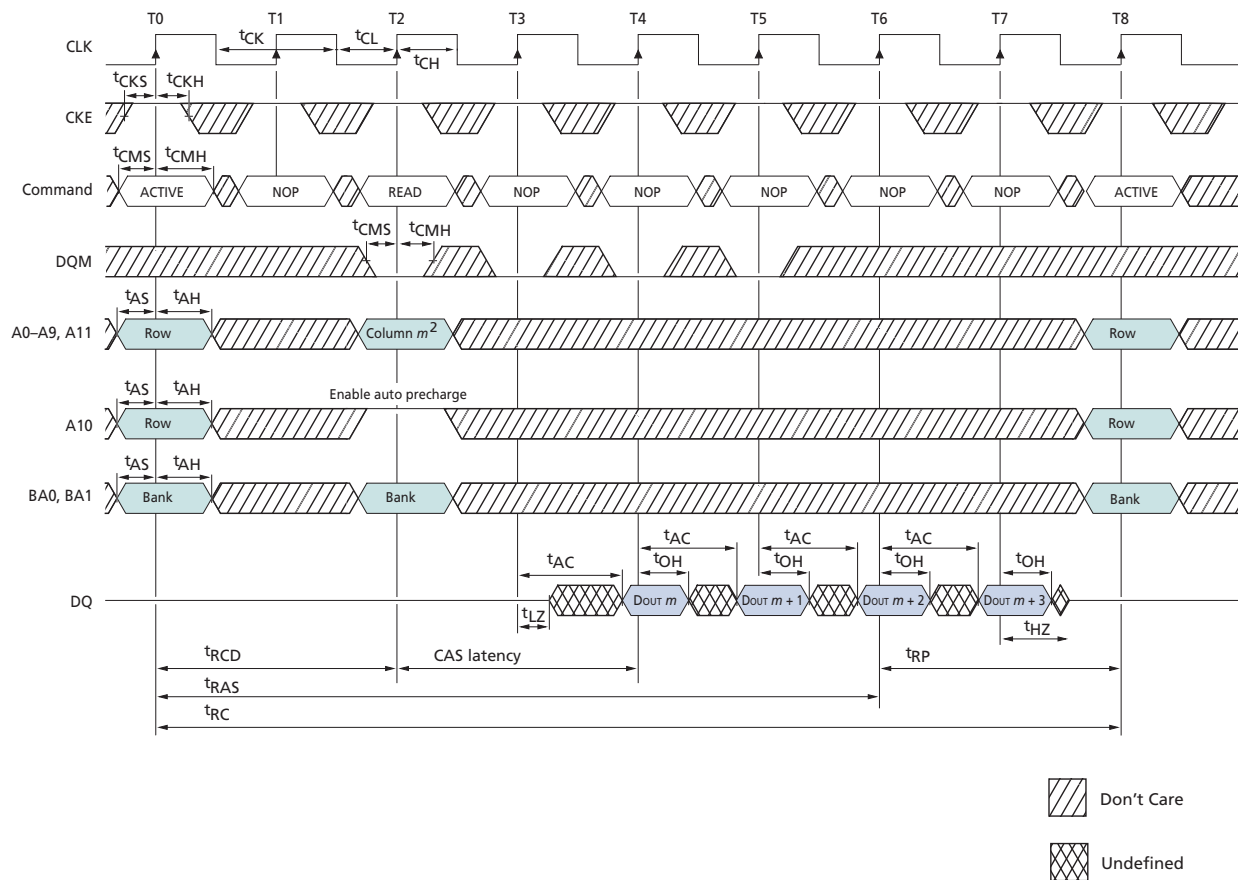 T0 T1 T2 T3 T4 T5 T6 T7 T8
CLK
tCK tCL
tCH
tCKS tCKH
CKE
tCMS tCMH
Command ACTIVE NOP READ NOP NOP NOP NOP NOP ACTIVE
tCMS tCMH
DQM
tAS tAH
A0–A9, A11 Row Column m2 Row
tAS tAH Enable auto precharge
A10 Row Row
tAS tAH
BA0, BA1 Bank Bank Bank
tAC tAC tAC tAC
tOH tOH tOH tOH
DQ DOUT m DOUT m + 1 DOUT m + 2 DOUT m + 3
tLZ tHZ
tRCD CAS latency tRP
tRAS
tRC
Don't Care
Undefined